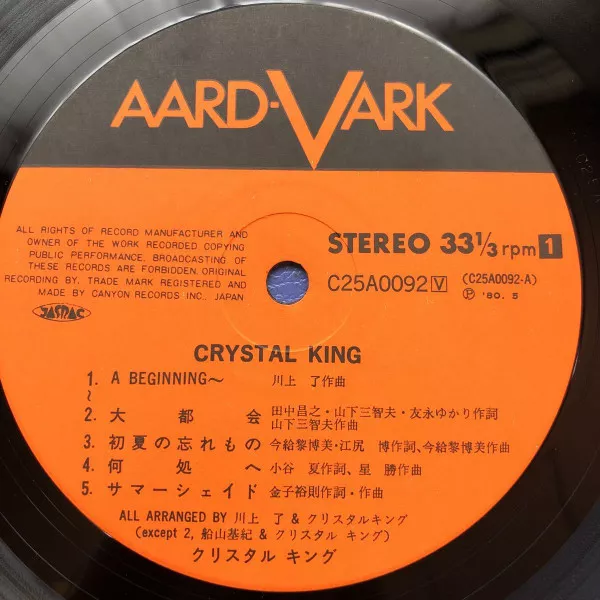 AARD-VARK
ALL RIGHTS OF RECORD MANUFACTURER AND
OWNER OF THE WORK RECORDED COPYING
PUBLIC PERFORMANCE, BROADCASTING OF
THESE RECORDS ARE FORBIDDEN. ORIGINAL
RECORDING BY. TRADE MARK REGISTERED AND
MADE BY CANYON RECORDS INC., JAPAN
JASRAC
STEREO 33 1/3 rpm 1
C25A0092 V (C25A0092-A)
Ⓟ '80. 5
CRYSTAL KING
1. A BEGINNING〜 川上 了作曲
〜
2. 大都会 田中昌之・山下三智夫・友永ゆかり作詞
山下三智夫作曲
3. 初夏の忘れもの 今給黎博美・江尻 博作詞、今給黎博美作曲
4. 何処へ 小谷 夏作詞、星 勝作曲
5. サマーシェイド 金子裕則作詞・作曲
ALL ARRANGED BY 川上 了 & クリスタルキング
(except 2, 船山基紀 & クリスタル キング)
クリスタル キング